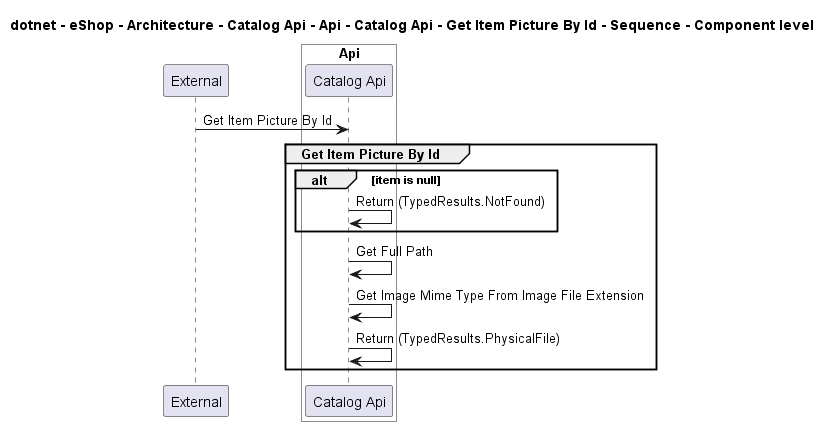 dotnet - eShop - Architecture - Catalog Api - Api - Catalog Api - Get Item Picture By Id - Sequence - Component level
Api
External
Catalog Api
Get Item Picture By Id
Get Item Picture By Id
alt
[item is null]
Return (TypedResults.NotFound)
Get Full Path
Get Image Mime Type From Image File Extension
Return (TypedResults.PhysicalFile)
External
Catalog Api